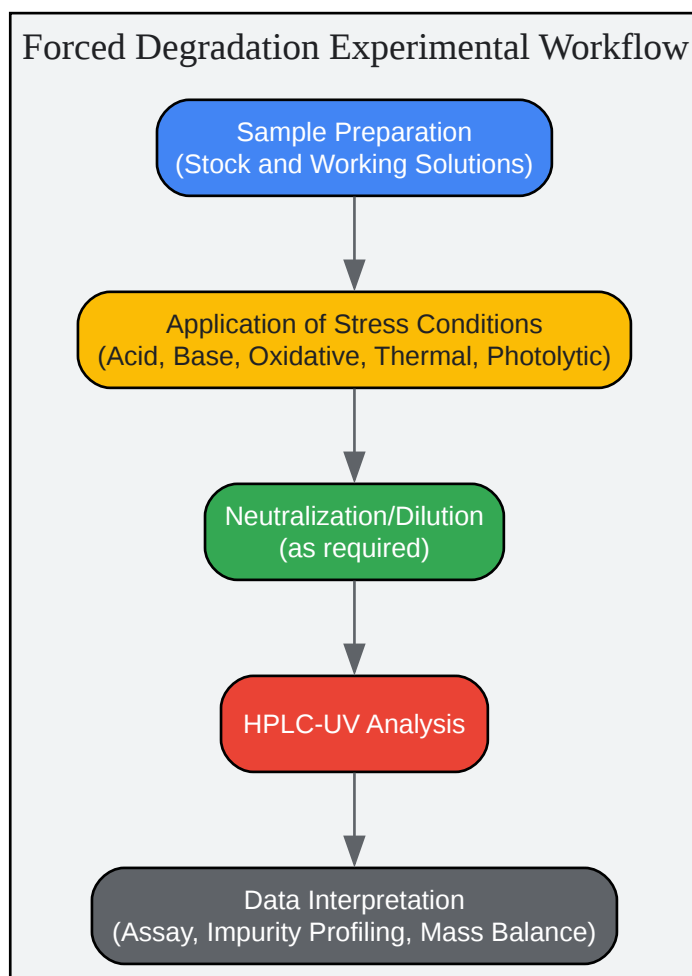 Forced Degradation Experimental Workflow
Sample Preparation
(Stock and Working Solutions)
Application of Stress Conditions
(Acid, Base, Oxidative, Thermal, Photolytic)
Neutralization/Dilution
(as required)
HPLC-UV Analysis
Data Interpretation
(Assay, Impurity Profiling, Mass Balance)